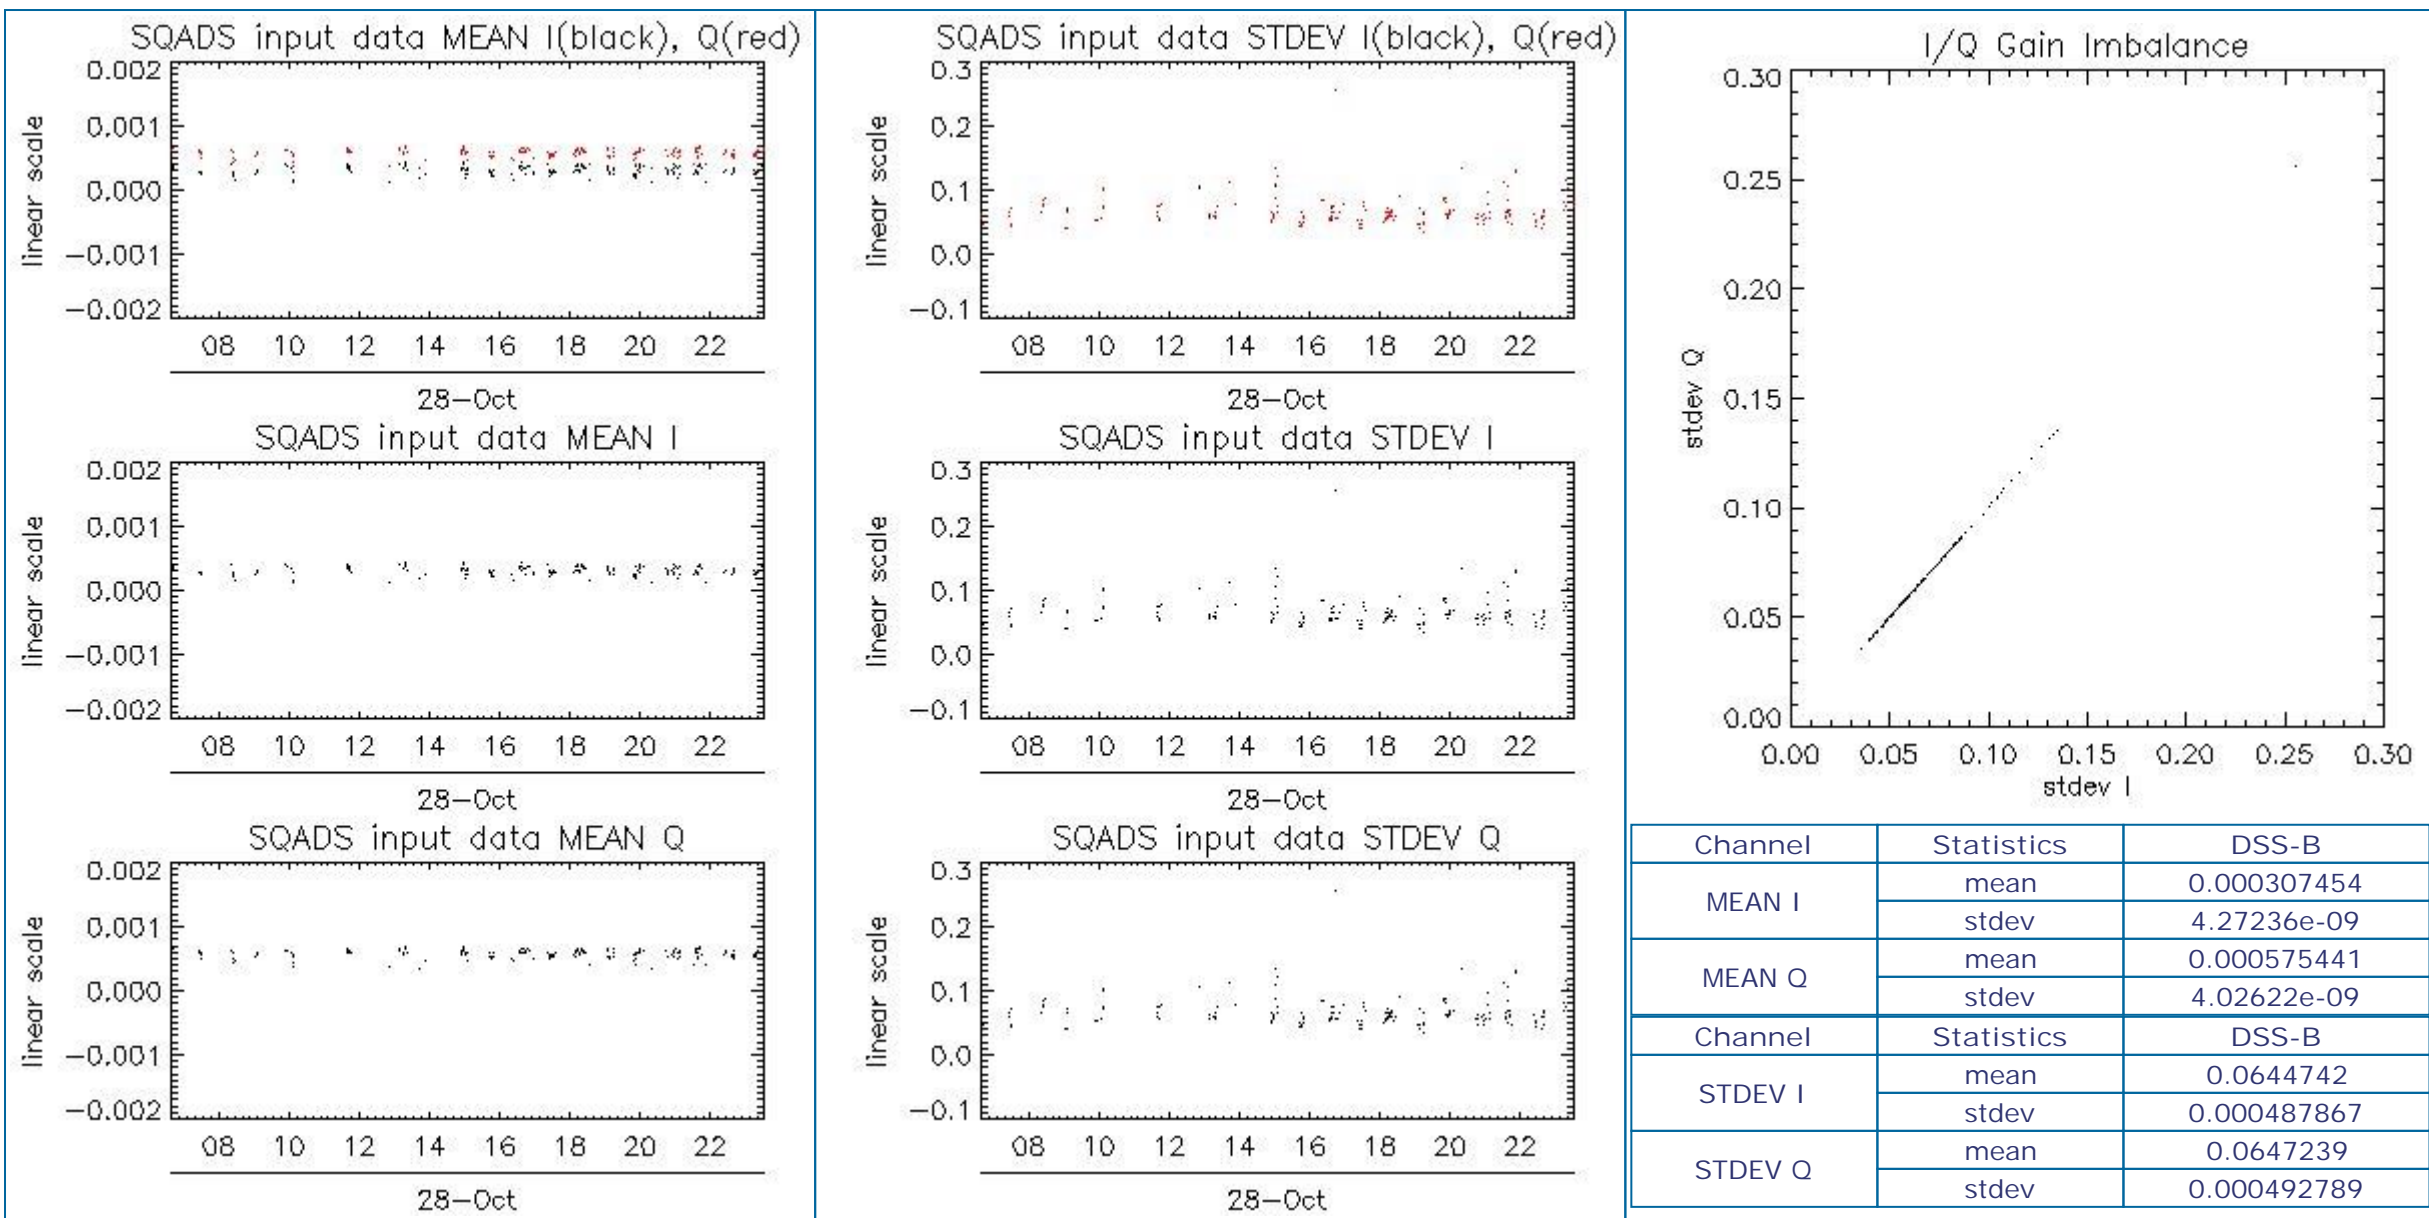 SQADS input data MEAN I(black), Q(red)
0.002
0.001
0.000
-0.001
-0.002
linear scale
08 10 12 14 16 18 20 22
28-Oct
SQADS input data MEAN I
0.002
0.001
0.000
-0.001
-0.002
linear scale
08 10 12 14 16 18 20 22
28-Oct
SQADS input data MEAN Q
0.002
0.001
0.000
-0.001
-0.002
linear scale
08 10 12 14 16 18 20 22
28-Oct
SQADS input data STDEV I(black), Q(red)
0.3
0.2
0.1
0.0
-0.1
linear scale
08 10 12 14 16 18 20 22
28-Oct
SQADS input data STDEV I
0.3
0.2
0.1
0.0
-0.1
linear scale
08 10 12 14 16 18 20 22
28-Oct
SQADS input data STDEV Q
0.3
0.2
0.1
0.0
-0.1
linear scale
08 10 12 14 16 18 20 22
28-Oct
I/Q Gain Imbalance
0.30
0.25
0.20
0.15
0.10
0.05
0.00
stdev Q
0.00 0.05 0.10 0.15 0.20 0.25 0.30
stdev I
Channel Statistics DSS-B
MEAN I mean 0.000307454
stdev 4.27236e-09
MEAN Q mean 0.000575441
stdev 4.02622e-09
Channel Statistics DSS-B
STDEV I mean 0.0644742
stdev 0.000487867
STDEV Q mean 0.0647239
stdev 0.000492789